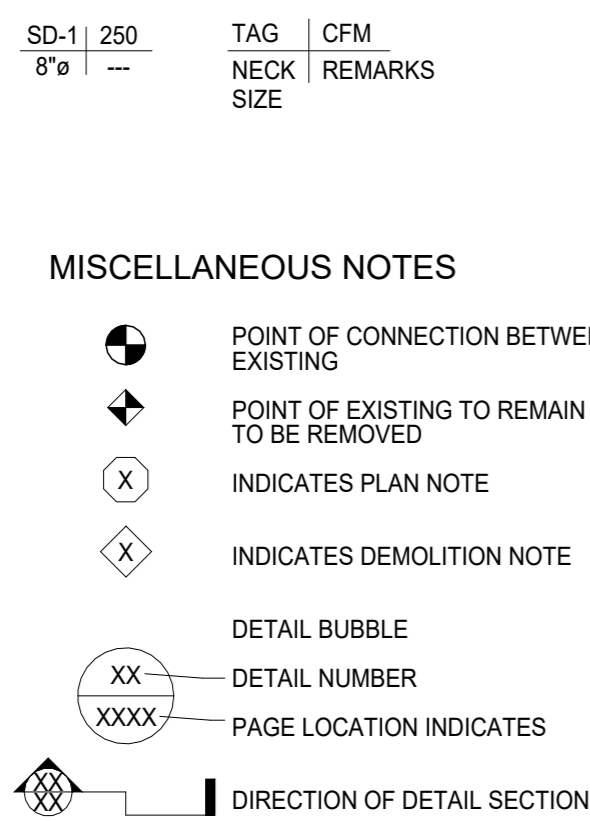 SD-1 250 TAG CFM
8"ø --- NECK REMARKS
SIZE
MISCELLANEOUS NOTES
POINT OF CONNECTION
EXISTING
POINT OF EXISTING TO REMAIN
TO BE REMOVED
X INDICATES PLAN NOTE
X INDICATES DEMOLITION NOTE
DETAIL BUBBLE
XX DETAIL NUMBER
XXXX PAGE LOCATION INDICATES
XX
XX DIRECTION OF DETAIL SECTION